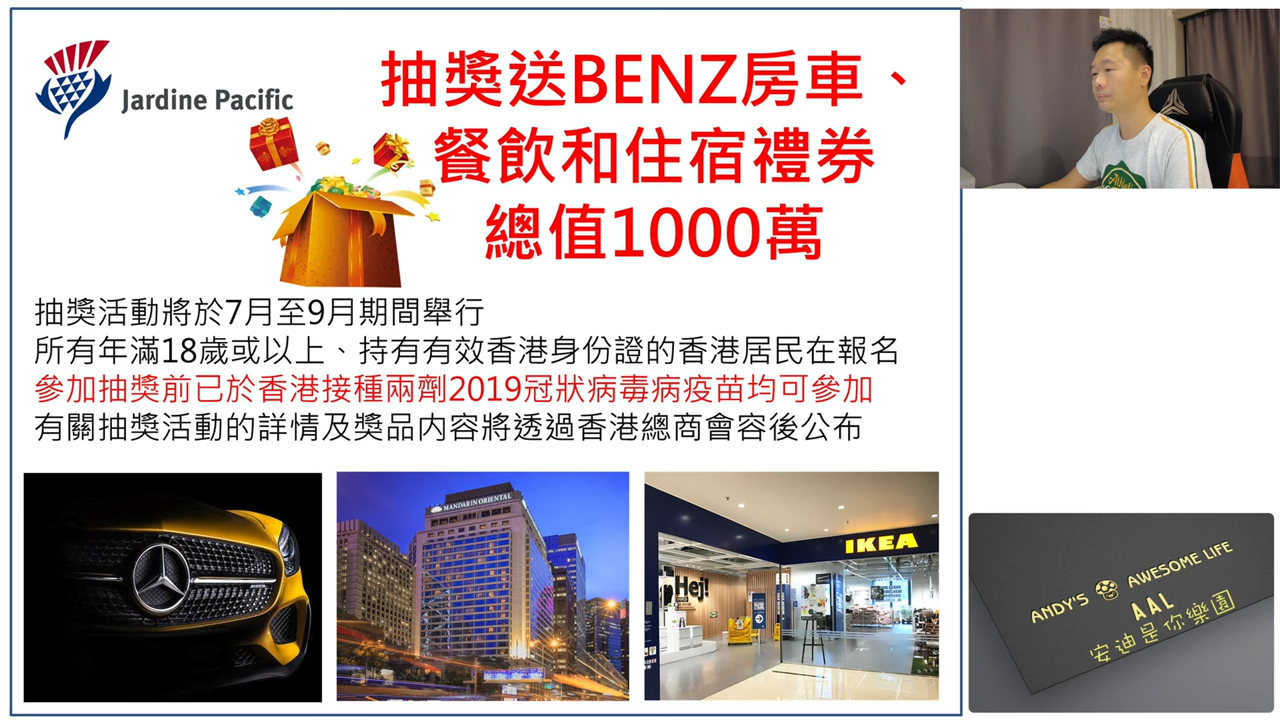 Jardine Pacific
抽獎送BENZ房車、
餐飲和住宿禮券
總值1000萬
抽獎活動將於7月至9月期間舉行
所有年滿18歲或以上、持有有效香港身份證的香港居民在報名
參加抽獎前已於香港接種兩劑2019冠狀病毒病疫苗均可參加
有關抽獎活動的詳情及獎品內容將透過香港總商會容後公布
MANDARIN ORIENTAL
Hej!
IKEA
ANDY'S AWESOME LIFE
AAL
安迪是你樂園